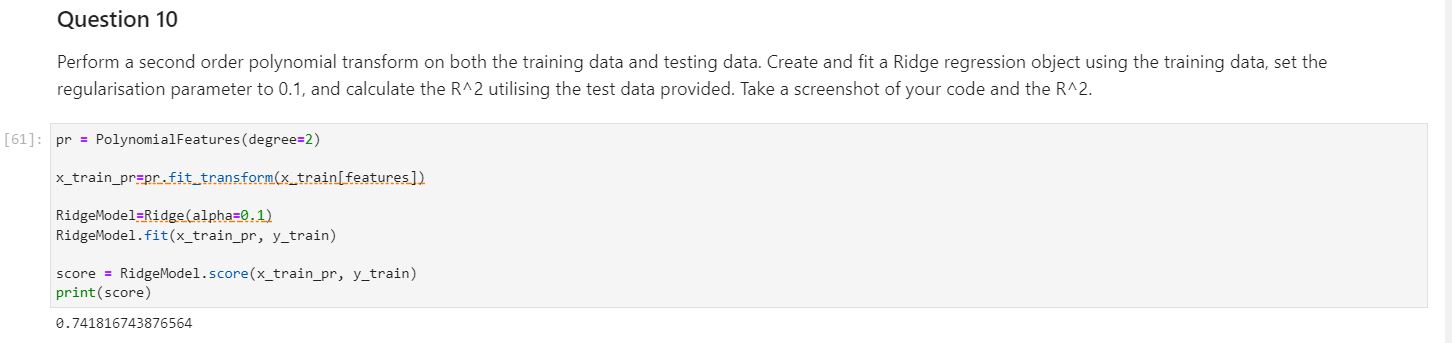 Question 10
Perform a second order polynomial transform on both the training data and testing data. Create and fit a Ridge regression object using the training data, set the
regularisation parameter to 0.1, and calculate the R^2 utilising the test data provided. Take a screenshot of your code and the R^2.
[61]: pr = PolynomialFeatures(degree=2)
x_train_pr=pr.fit_transform(x_train[features])
RidgeModel=Ridge(alpha=0.1)
RidgeModel.fit(x_train_pr, y_train)
score = RidgeModel.score(x_train_pr, y_train)
print(score)
0.741816743876564